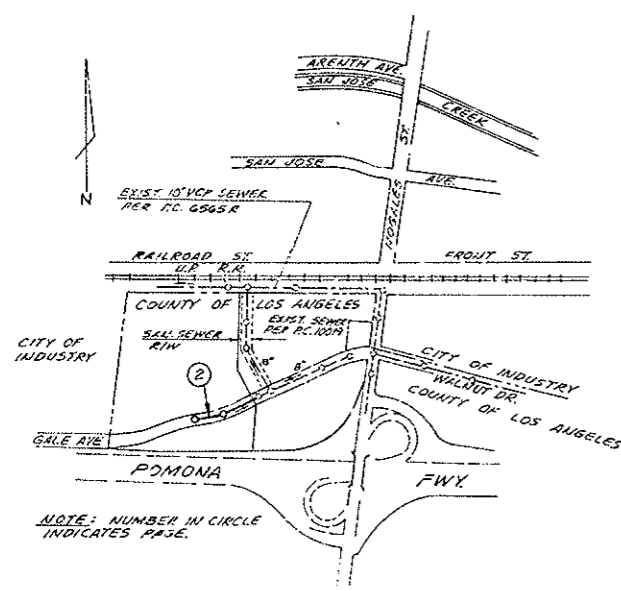 ARENTH AVE.
SAN JOSE
CREEK
NOGALES ST.
SAN JOSE
AVE.
N
EXIST. 10" VCP SEWER
PER P.C. 6565R
RAILROAD ST.
FRONT ST.
U.P. R.R.
COUNTY OF LOS ANGELES
EXIST. SEWER
PER P.C. 10019
SAN. SEWER
R/W
CITY OF
INDUSTRY
8"
8"
CITY OF INDUSTRY
WALNUT DR.
COUNTY OF LOS ANGELES
2
GALE AVE
POMONA
FWY.
NOTE: NUMBER IN CIRCLE
INDICATES PAGE.